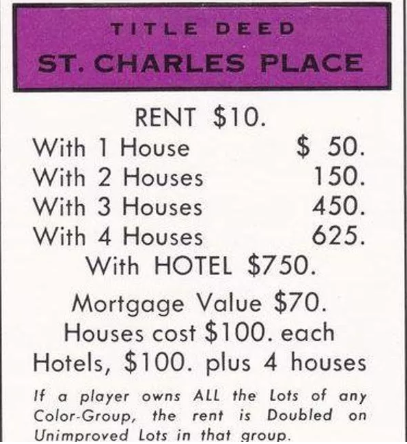 TITLE DEED
ST. CHARLES PLACE
RENT $10.
With 1 House $ 50.
With 2 Houses 150.
With 3 Houses 450.
With 4 Houses 625.
With HOTEL $750.
Mortgage Value $70.
Houses cost $100. each
Hotels, $100. plus 4 houses
If a player owns ALL the Lots of any
Color-Group, the rent is Doubled on
Unimproved Lots in that group.